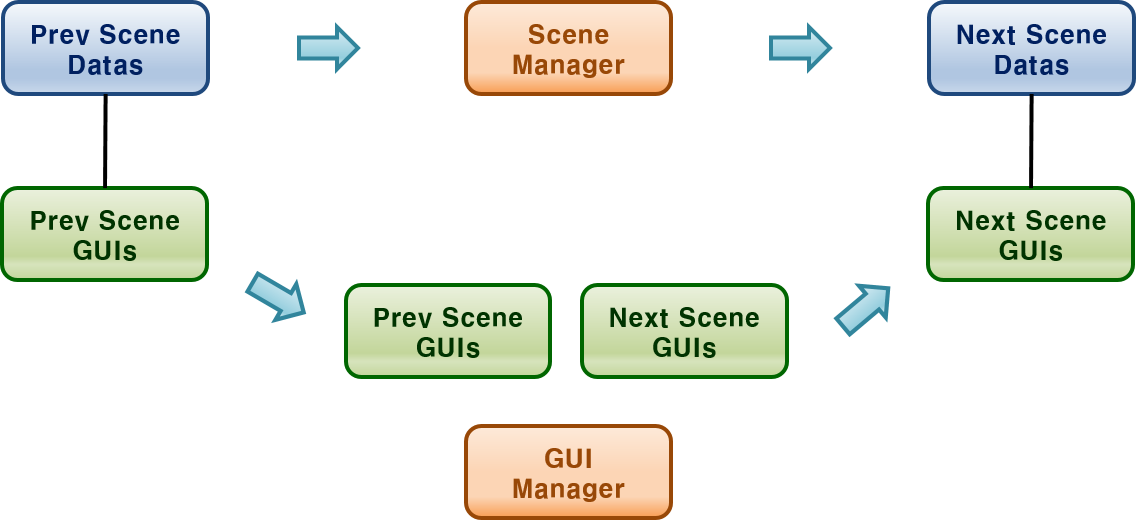 Prev Scene
Datas
Scene
Manager
Next Scene
Datas
Prev Scene
GUIs
Next Scene
GUIs
Prev Scene
GUIs
Next Scene
GUIs
GUI
Manager